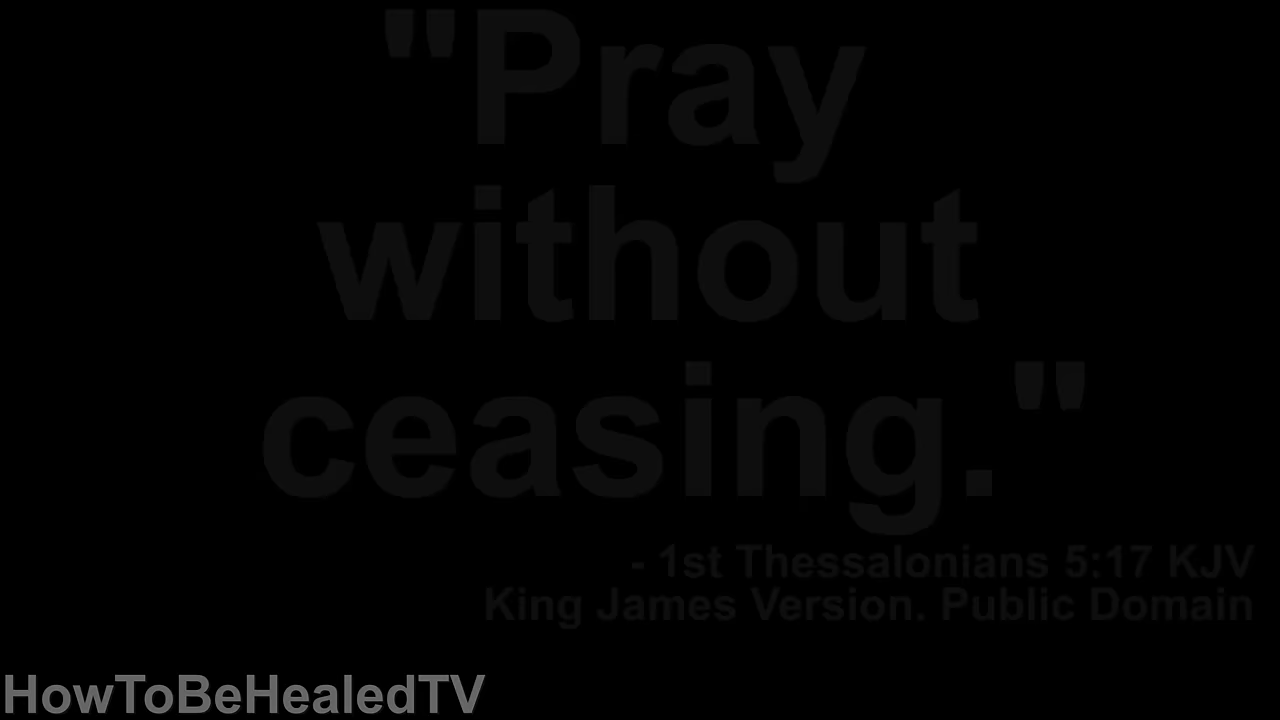 "Pray
without
ceasing."
- 1st Thessalonians 5:17 KJV
King James Version. Public Domain
HowToBeHealedTV